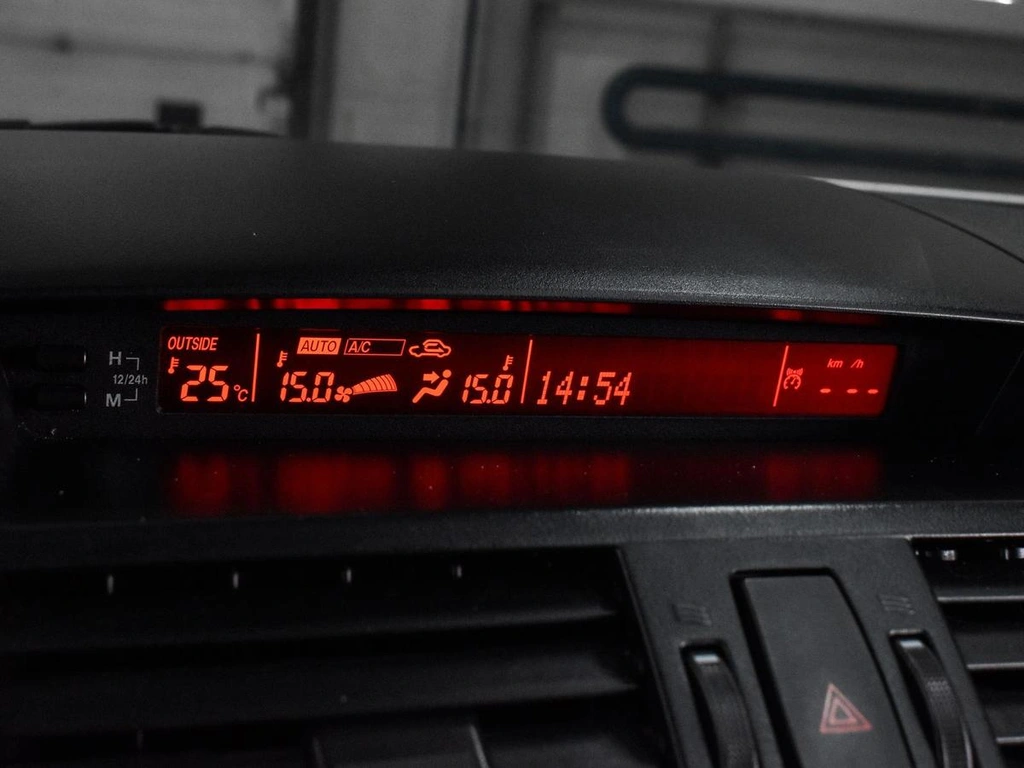 OUTSIDE
AUTO A/C
H
12/24h
M
25°C
15.0
15.0
14:54
km/h
- - -